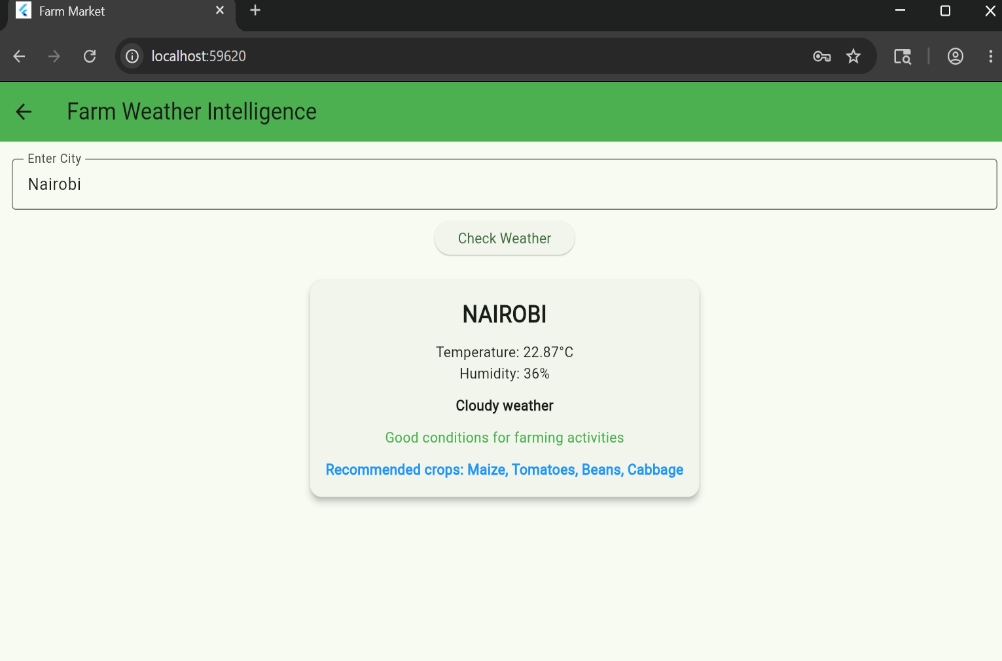 Farm Market
localhost:59620
Farm Weather Intelligence
Enter City
Nairobi
Check Weather
NAIROBI
Temperature: 22.87°C
Humidity: 36%
Cloudy weather
Good conditions for farming activities
Recommended crops: Maize, Tomatoes, Beans, Cabbage